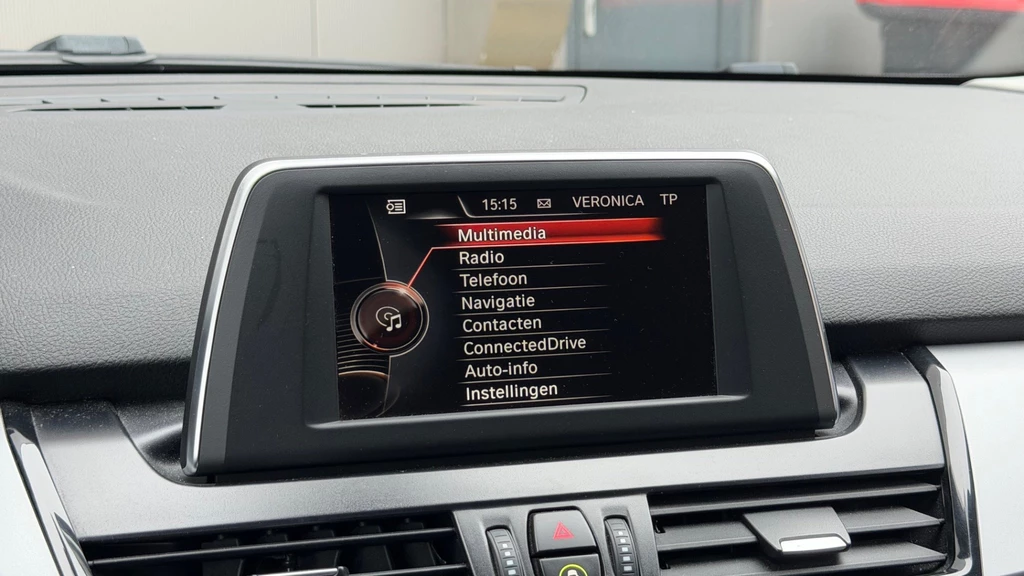 15:15 VERONICA TP
Multimedia
Radio
Telefoon
Navigatie
Contacten
ConnectedDrive
Auto-info
Instellingen